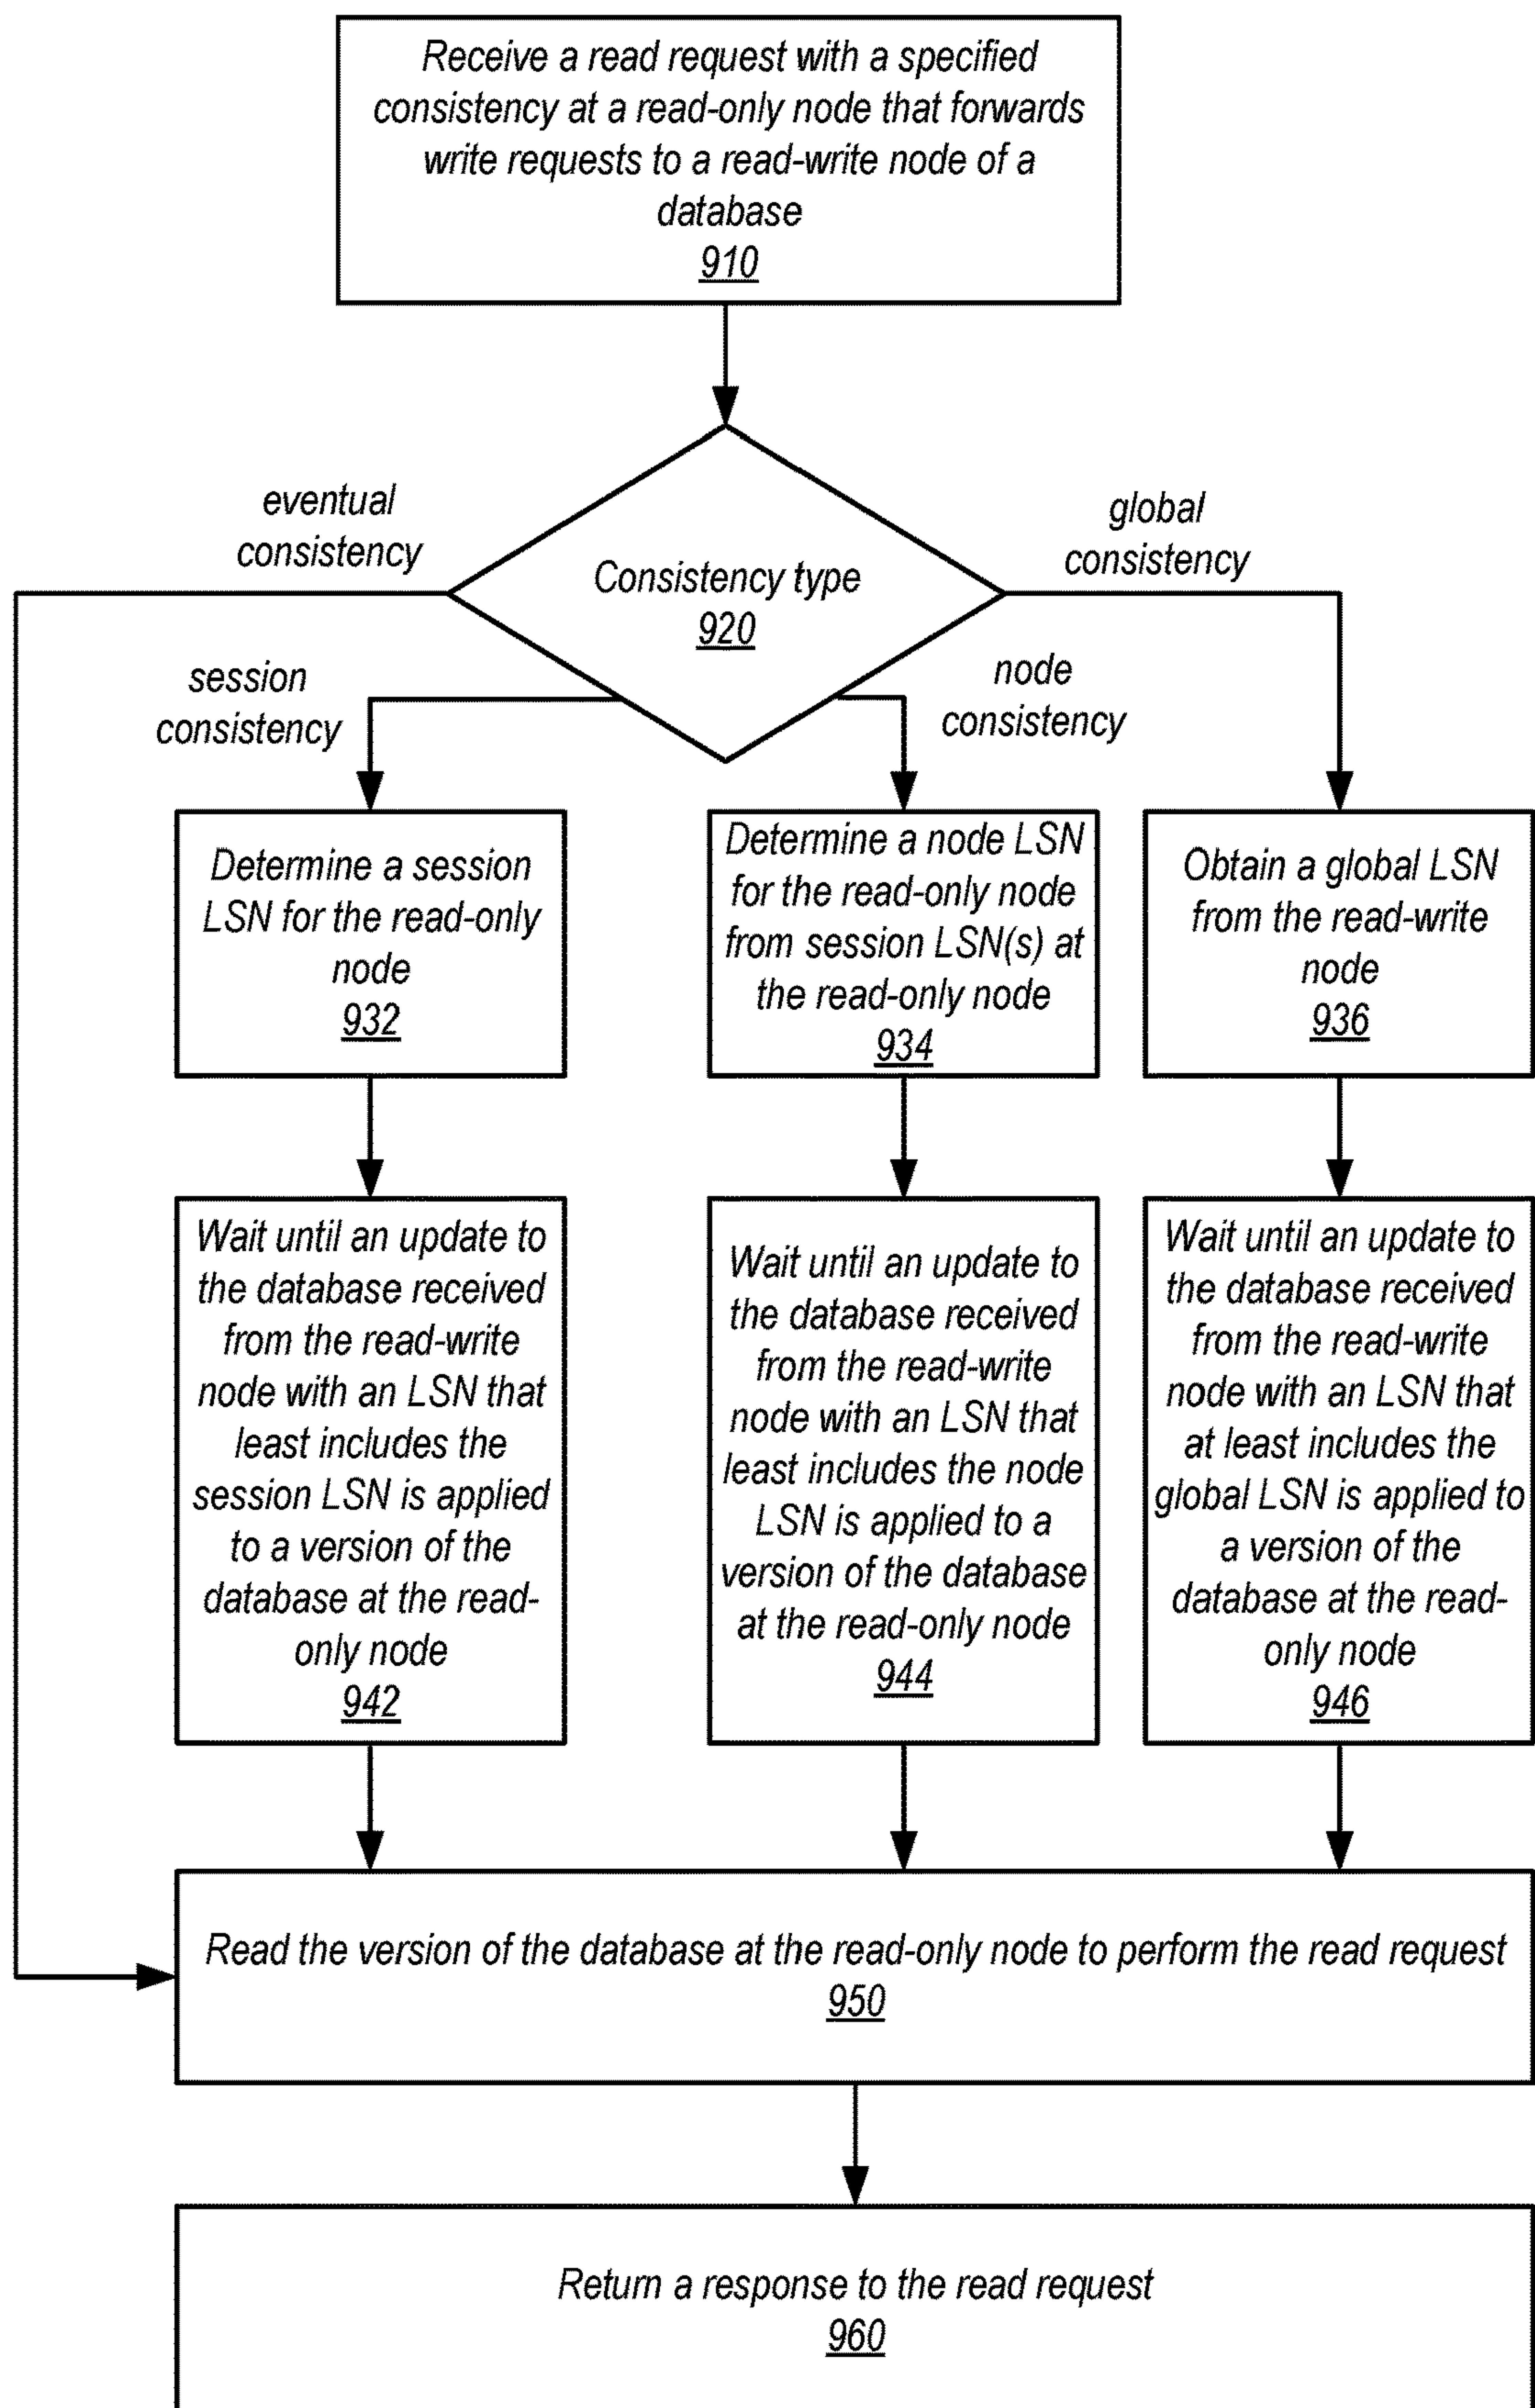 Receive a read request with a specified
consistency at a read-only node that forwards
write requests to a read-write node of a
database
910
eventual
consistency
global
consistency
Consistency type
920
session
consistency
node
consistency
Determine a session
LSN for the read-only
node
932
Determine a node LSN
for the read-only node
from session LSN(s) at
the read-only node
934
Obtain a global LSN
from the read-write
node
936
Wait until an update to
the database received
from the read-write
node with an LSN that
least includes the
session LSN is applied
to a version of the
database at the read-
only node
942
Wait until an update to
the database received
from the read-write
node with an LSN that
least includes the node
LSN is applied to a
version of the database
at the read-only node
944
Wait until an update to
the database received
from the read-write
node with an LSN that
at least includes the
global LSN is applied to
a version of the
database at the read-
only node
946
Read the version of the database at the read-only node to perform the read request
950
Return a response to the read request
960